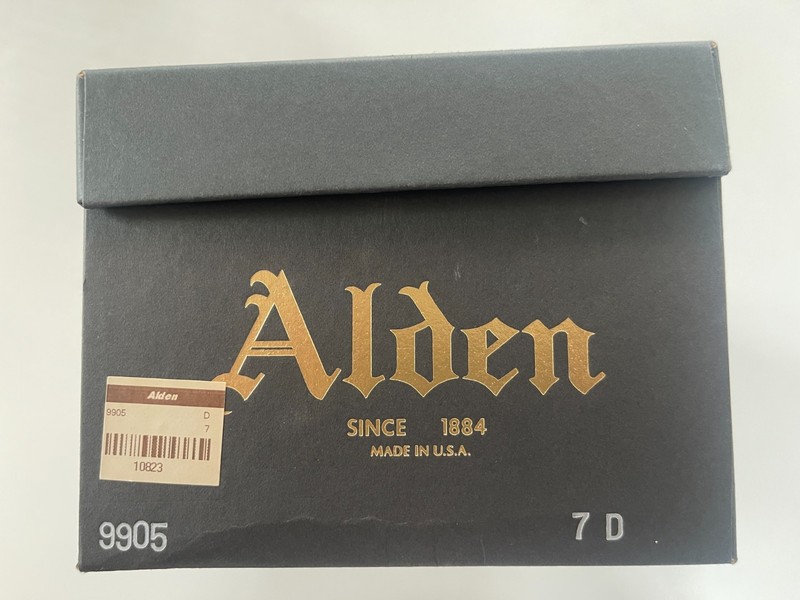 Alden
SINCE 1884
MADE IN U.S.A.
Alden
9905 D
7
10823
9905 7 D